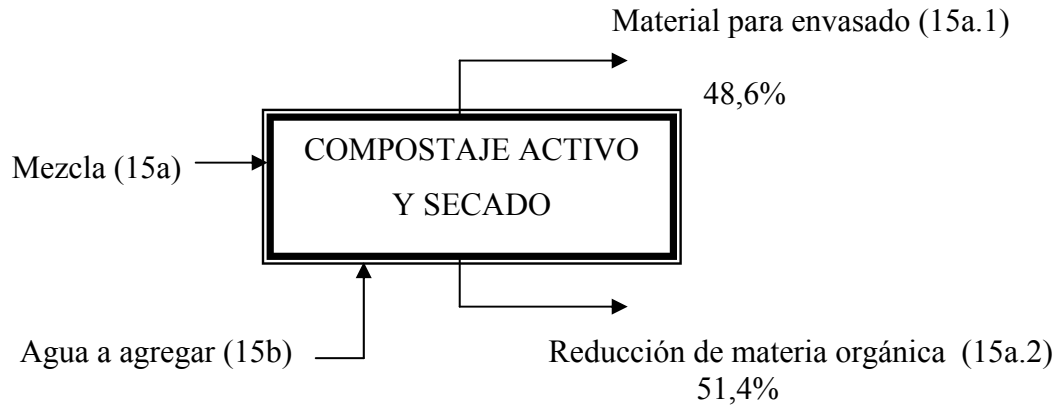 Material para envasado (15a.1)
48,6%
COMPOSTAJE ACTIVO
Y SECADO
Mezcla (15a)
Agua a agregar (15b)
Reducción de materia orgánica (15a.2)
51,4%